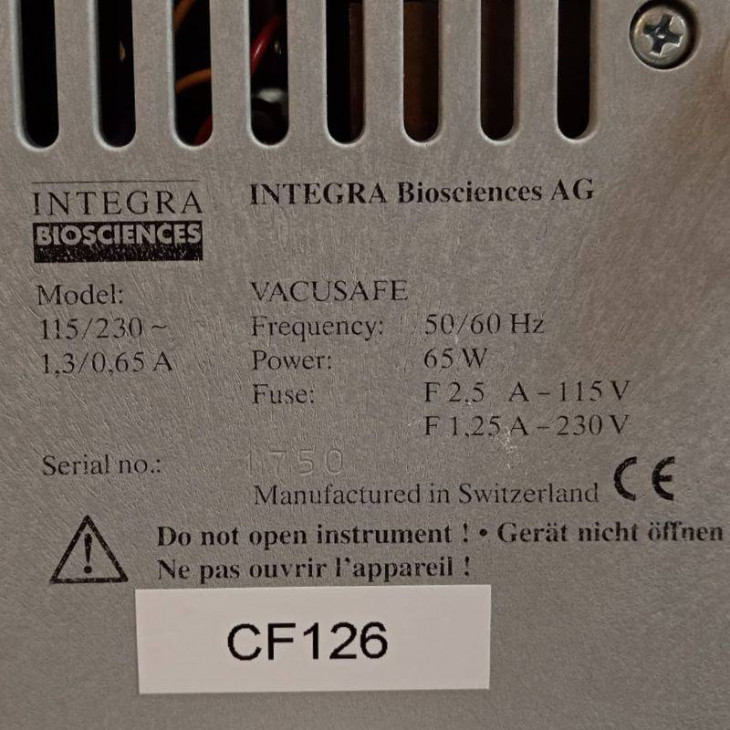 INTEGRA
BIOSCIENCES
INTEGRA Biosciences AG
Model: VACUSAFE
115/230 ~ Frequency: 50/60 Hz
1,3/0,65 A Power: 65 W
Fuse: F 2,5 A – 115 V
F 1,25 A – 230 V
Serial no.: 1750
Manufactured in Switzerland CE
Do not open instrument ! • Gerät nicht öffnen
Ne pas ouvrir l'appareil !
CF126